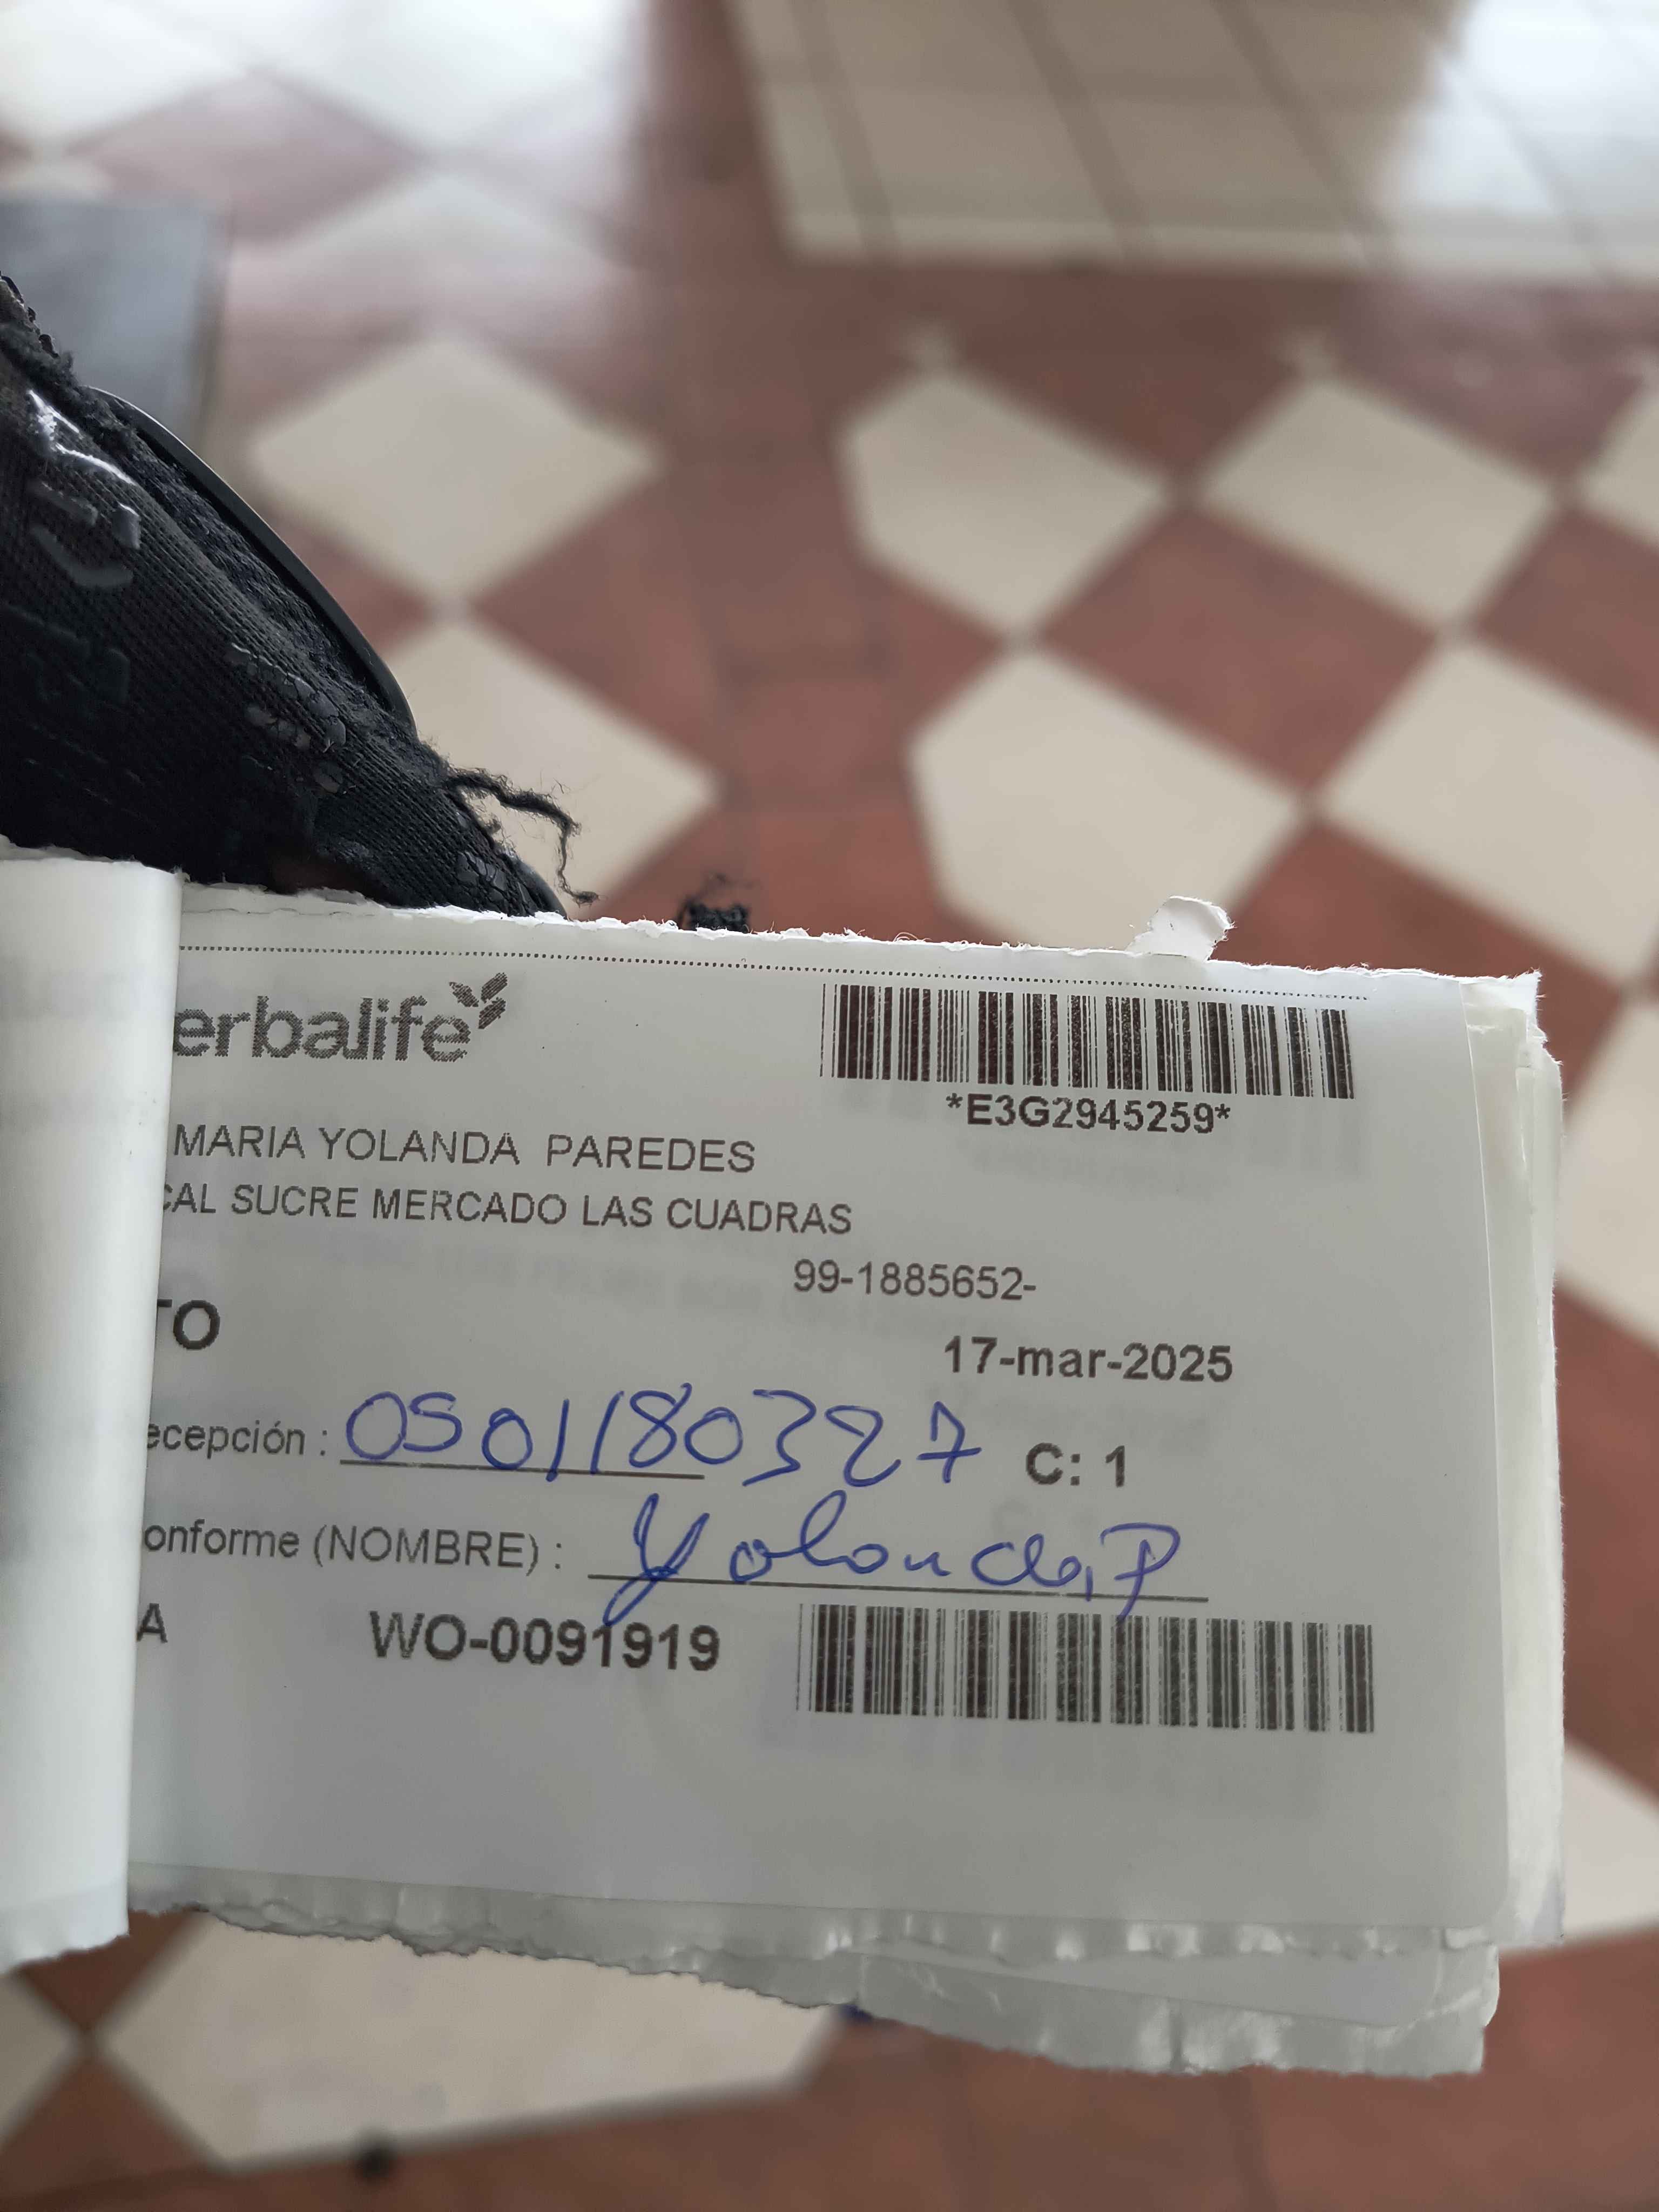 erbalife
*E3G2945259*
MARIA YOLANDA PAREDES
CAL SUCRE MERCADO LAS CUADRAS
99-1885652-
TO
17-mar-2025
ecepción : 0501180327 C: 1
onforme (NOMBRE) : Yolanda P
A WO-0091919